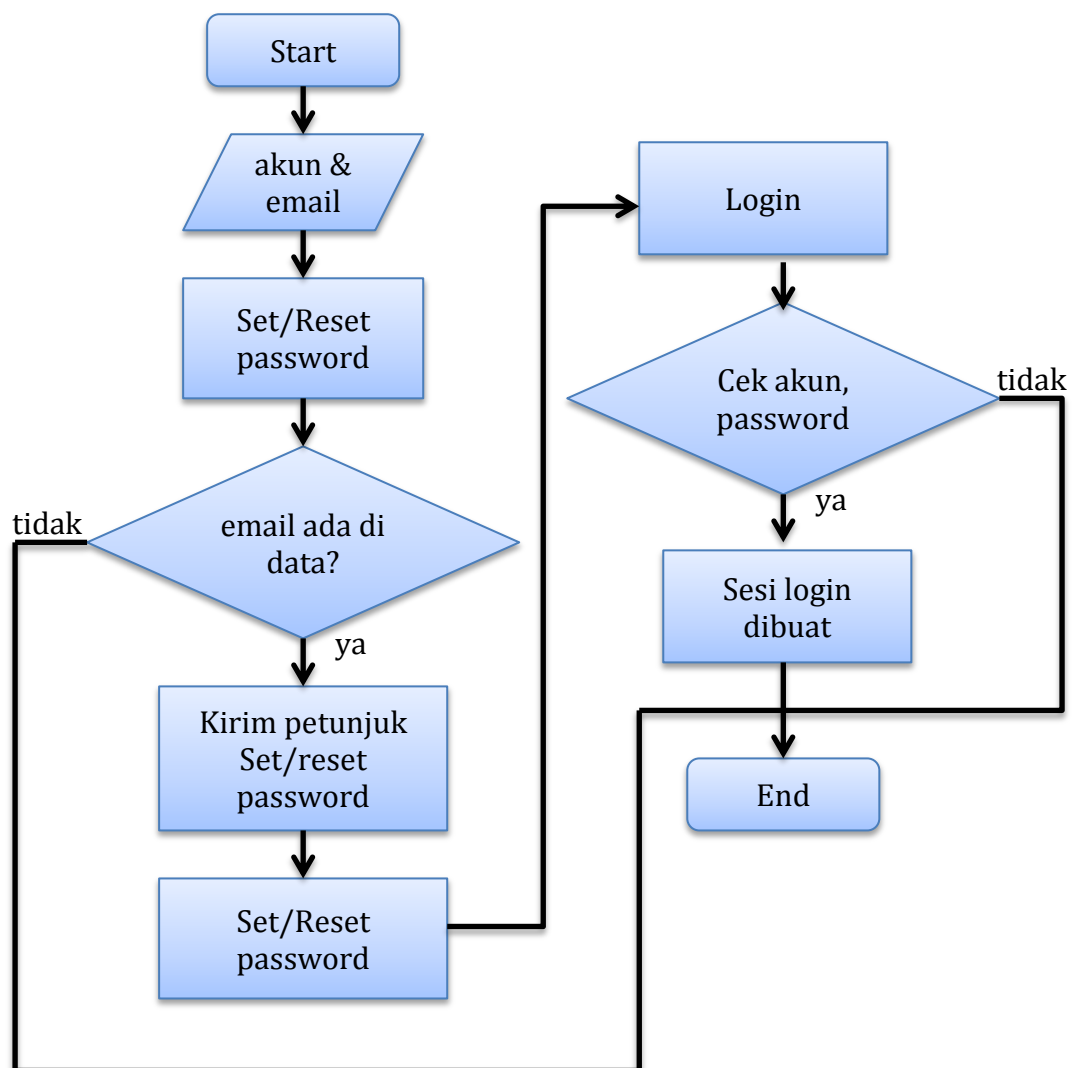 Start
akun &
email
Set/Reset
password
email ada di
data?
tidak
ya
Kirim petunjuk
Set/reset
password
Set/Reset
password
Login
Cek akun,
password
tidak
ya
Sesi login
dibuat
End